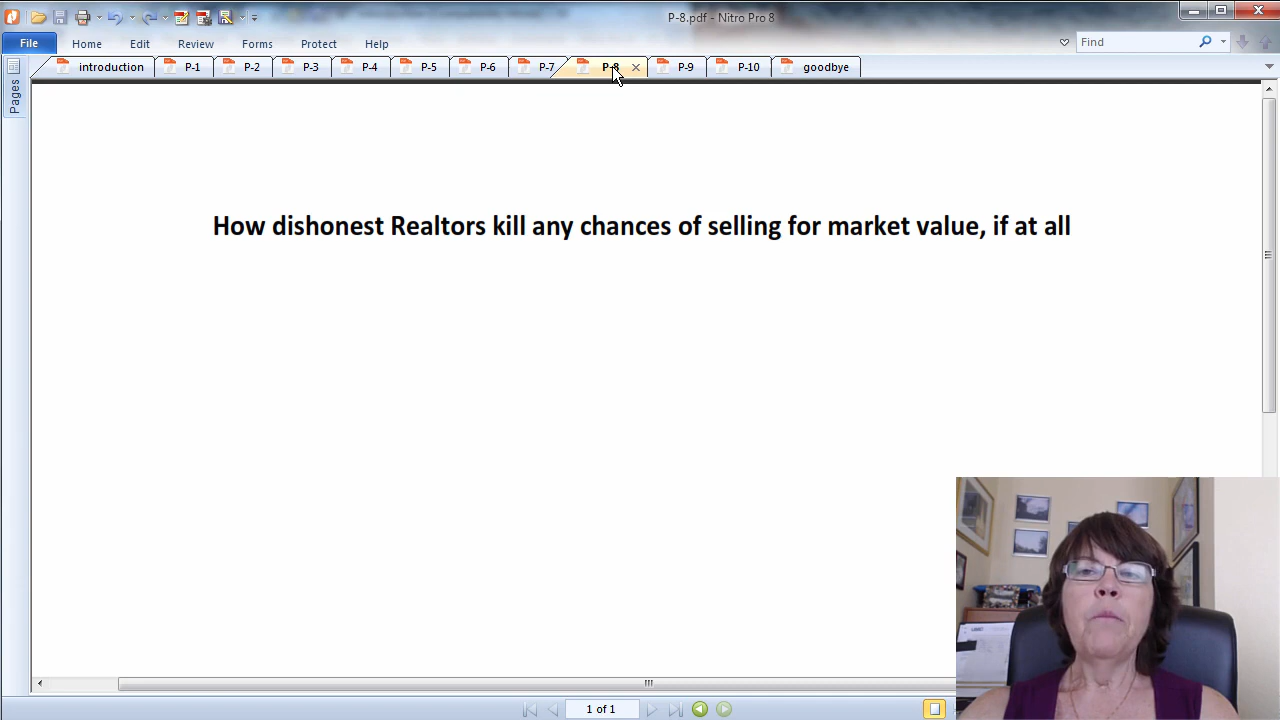 P-8.pdf - Nitro Pro 8
File Home Edit Review Forms Protect Help Find
introduction P-1 P-2 P-3 P-4 P-5 P-6 P-7 P-8 P-9 P-10 goodbye
Pages
How dishonest Realtors kill any chances of selling for market value, if at all
1 of 1